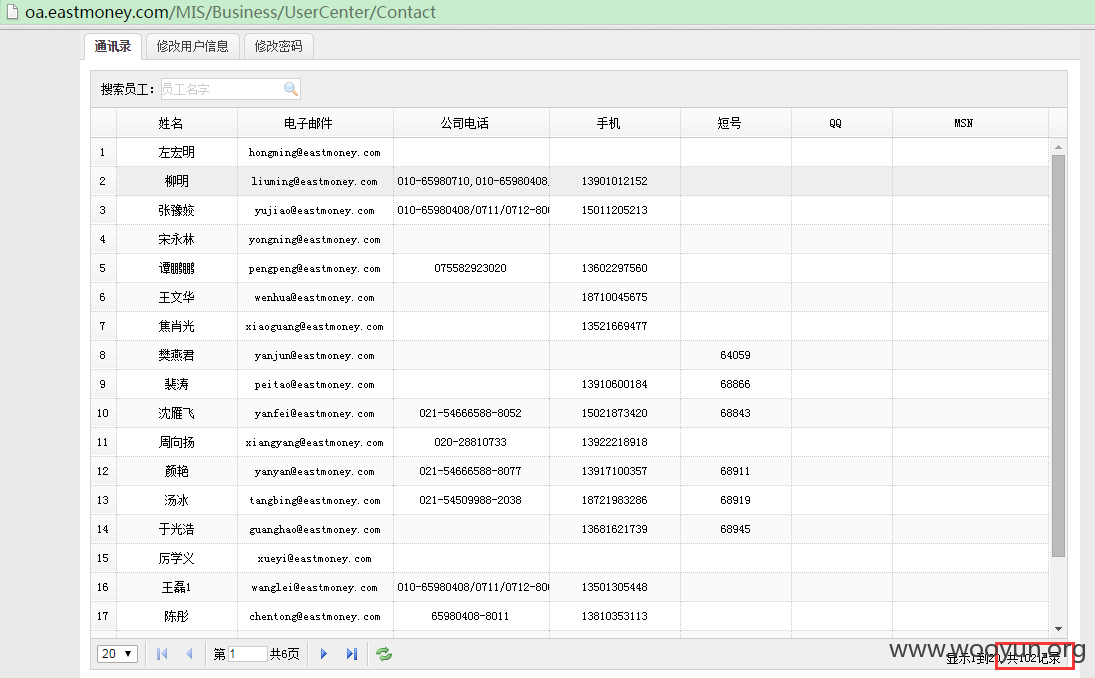 oa.eastmoney.com/MIS/Business/UserCenter/Contact
通讯录 修改用户信息 修改密码
搜索员工： 员工名字
姓名 电子邮件 公司电话 手机 短号 QQ MSN
1 左宏明 hongming@eastmoney.com
2 柳明 liuming@eastmoney.com 010-65980710,010-65980408, 13901012152
3 张豫姣 yujiao@eastmoney.com 010-65980408/0711/0712-80 15011205213
4 宋永林 yongning@eastmoney.com
5 谭鹏鹏 pengpeng@eastmoney.com 075582923020 13602297560
6 王文华 wenhua@eastmoney.com 18710045675
7 焦肖光 xiaoguang@eastmoney.com 13521669477
8 樊燕君 yanjun@eastmoney.com 64059
9 裴涛 peitao@eastmoney.com 13910600184 68866
10 沈雁飞 yanfei@eastmoney.com 021-54666588-8052 15021873420 68843
11 周向扬 xiangyang@eastmoney.com 020-28810733 13922218918
12 颜艳 yanyan@eastmoney.com 021-54666588-8077 13917100357 68911
13 汤冰 tangbing@eastmoney.com 021-54509988-2038 18721983286 68919
14 于光浩 guanghao@eastmoney.com 13681621739 68945
15 厉学义 xueyi@eastmoney.com
16 王磊1 wanglei@eastmoney.com 010-65980408/0711/0712-80 13501305448
17 陈彤 chentong@eastmoney.com 65980408-8011 13810353113
20 第 1 共6页 显示1到20,共102记录
www.wooyun.org